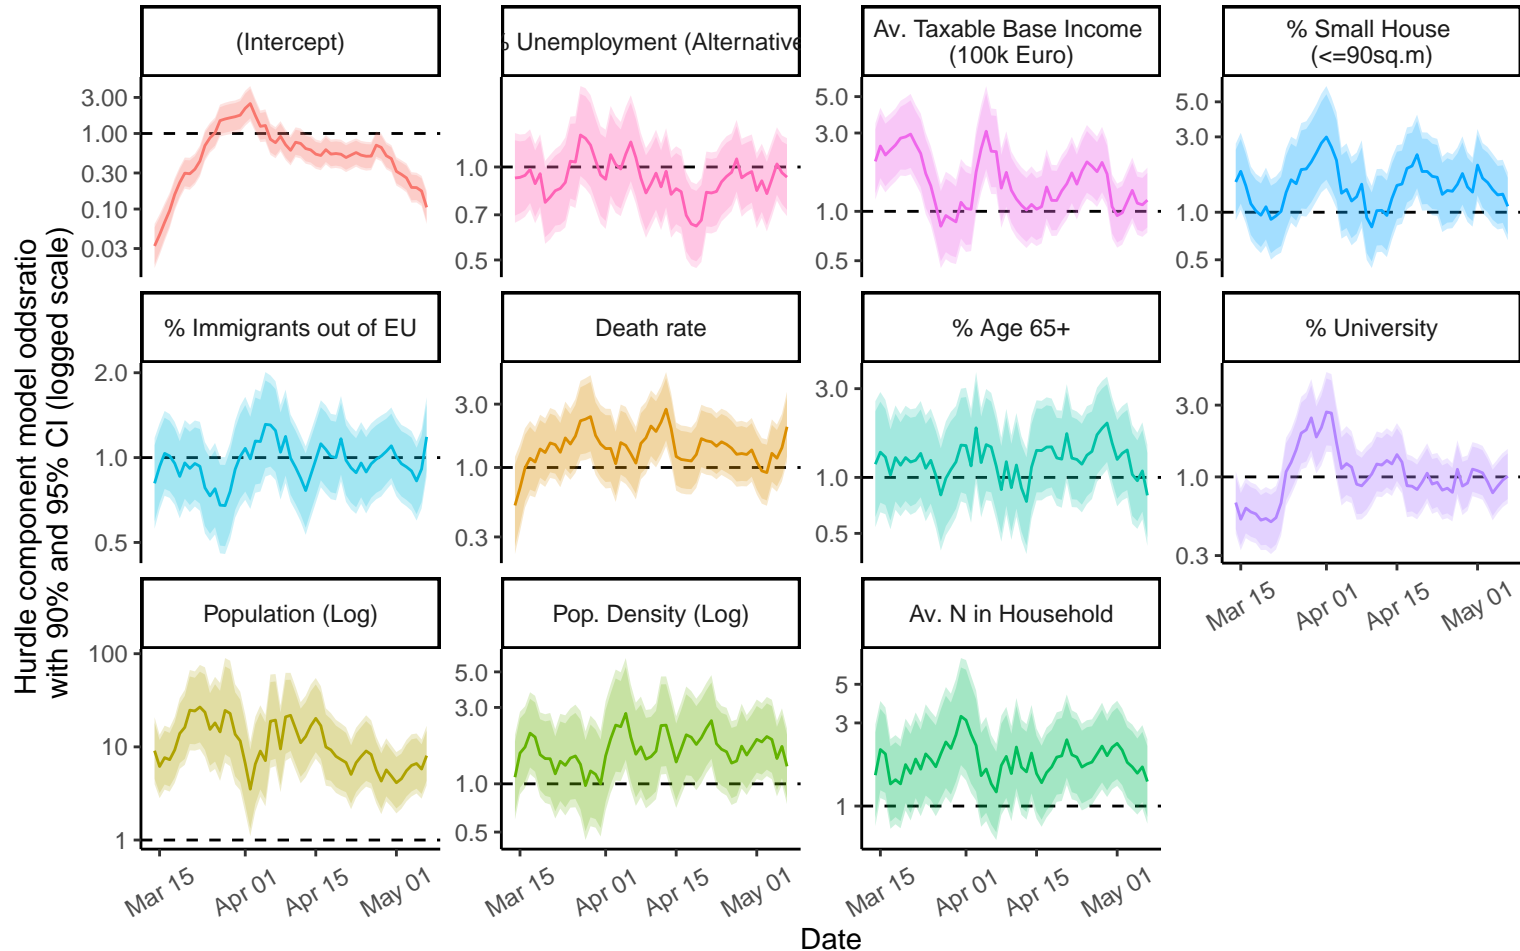 (Intercept)
% Unemployment (Alternative
Av. Taxable Base Income
(100k Euro)
% Small House
(<=90sq.m)
3.00
1.00
0.30
0.10
0.03
1.0
0.7
0.5
5.0
3.0
1.0
0.5
5.0
3.0
1.0
0.5
% Immigrants out of EU
Death rate
% Age 65+
% University
2.0
1.0
0.5
3.0
1.0
0.3
3.0
1.0
0.5
3.0
1.0
0.3
Mar 15
Apr 01
Apr 15
May 01
Population (Log)
Pop. Density (Log)
Av. N in Household
100
10
1
5.0
3.0
1.0
0.5
5
3
1
Mar 15
Apr 01
Apr 15
May 01
Mar 15
Apr 01
Apr 15
May 01
Mar 15
Apr 01
Apr 15
May 01
Date
Hurdle component model oddsratio
with 90% and 95% CI (logged scale)